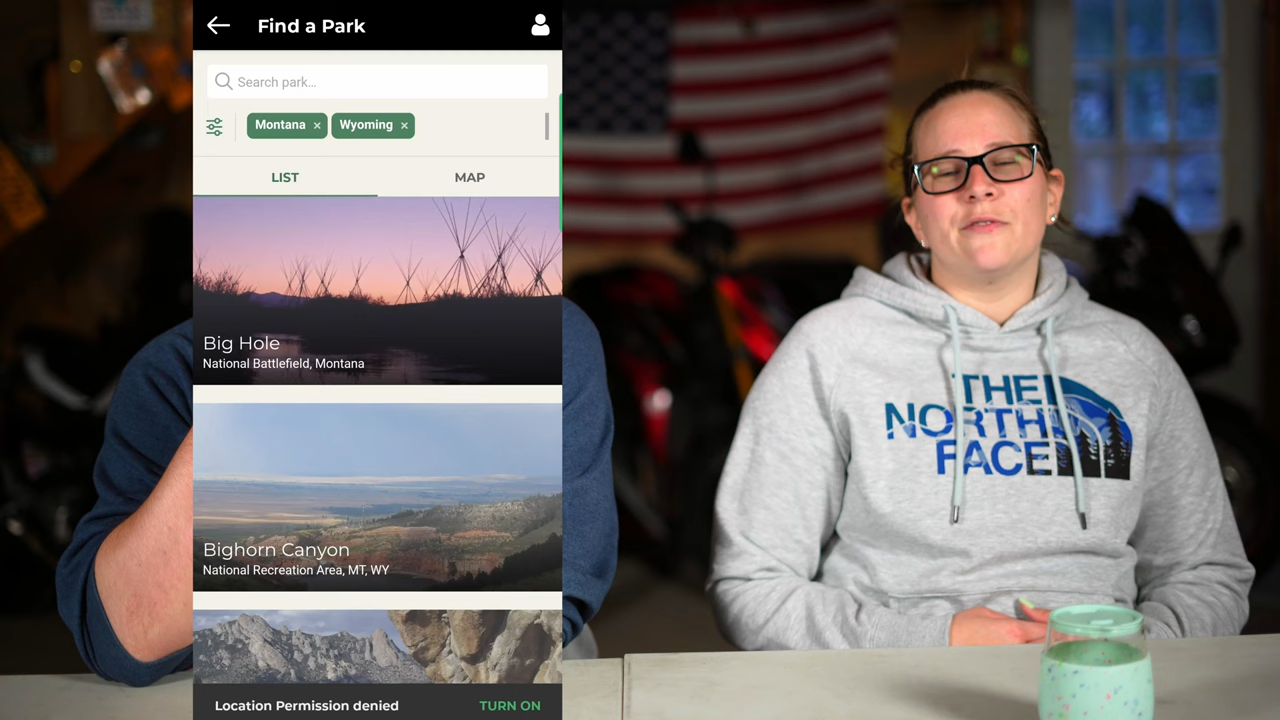 Find a Park
Search park...
Montana ×
Wyoming ×
LIST
MAP
Big Hole
National Battlefield, Montana
Bighorn Canyon
National Recreation Area, MT, WY
Location Permission denied
TURN ON
THE
NORTH
FACE